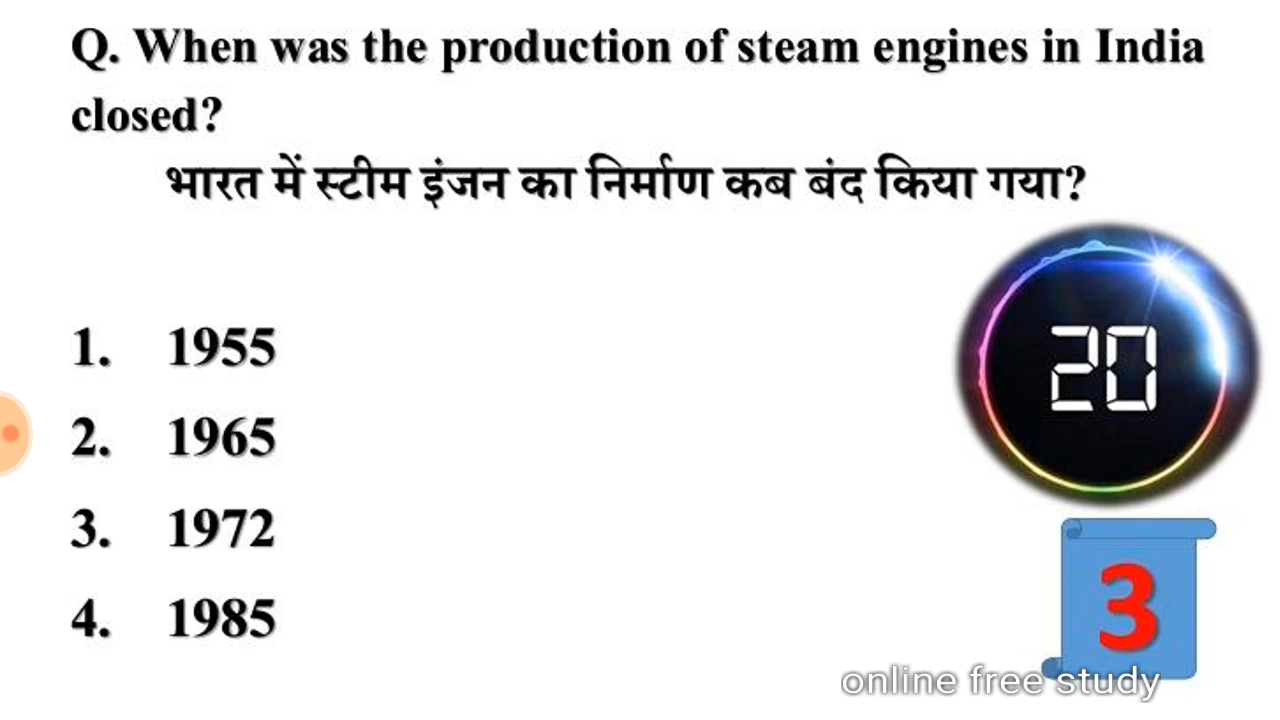 Q. When was the production of steam engines in India
closed?
भारत में स्टीम इंजन का निर्माण कब बंद किया गया?
1. 1955
2. 1965
3. 1972
4. 1985
20
3
online free study